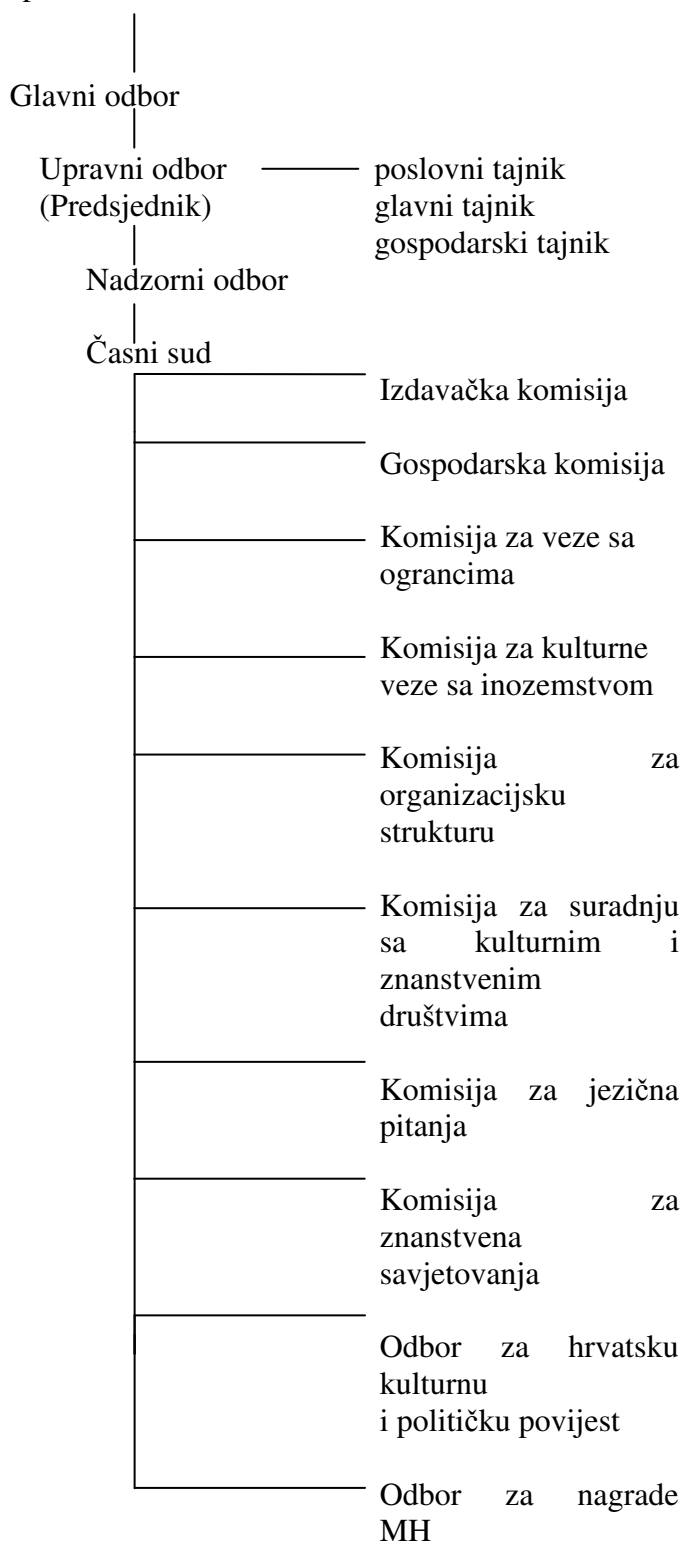 Glavni odbor
Upravni odbor poslovni tajnik
(Predsjednik) glavni tajnik
gospodarski tajnik
Nadzorni odbor
Časni sud
Izdavačka komisija
Gospodarska komisija
Komisija za veze sa
ograncima
Komisija za kulturne
veze sa inozemstvom
Komisija za
organizacijsku
strukturu
Komisija za suradnju
sa kulturnim i
znanstvenim
društvima
Komisija za jezična
pitanja
Komisija za
znanstvena
savjetovanja
Odbor za hrvatsku
kulturnu
i političku povijest
Odbor za nagrade
MH